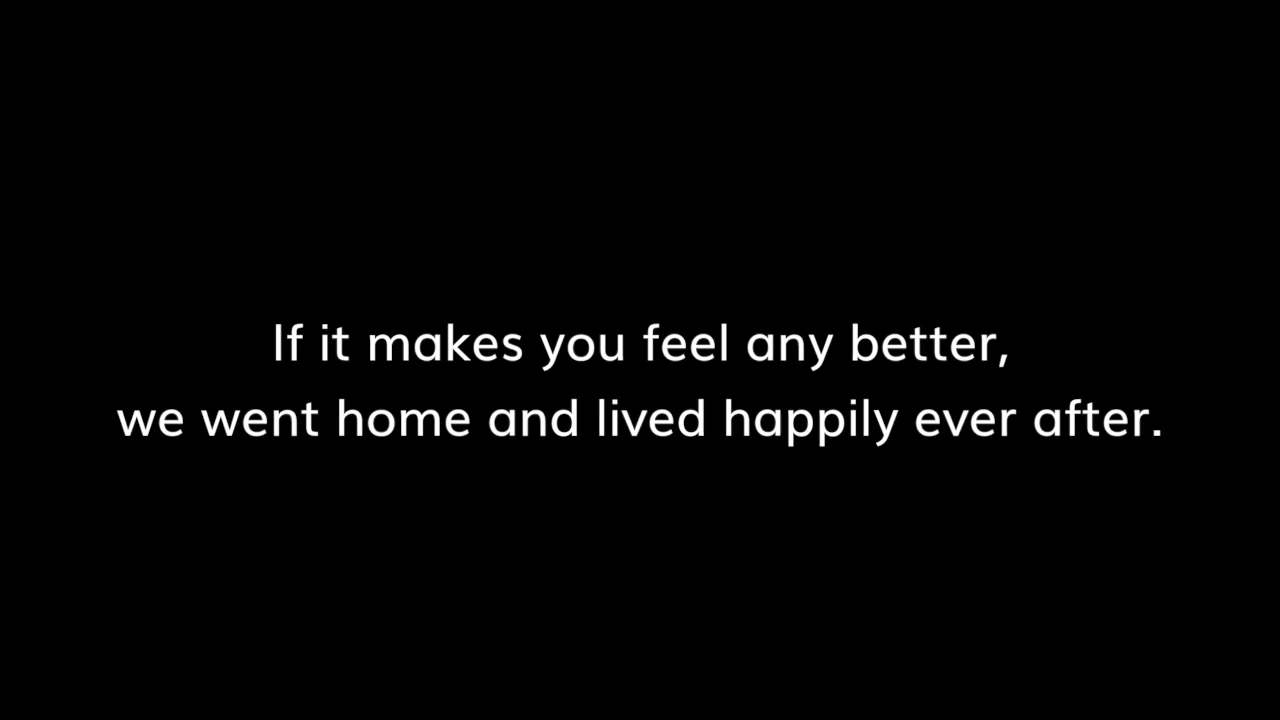 If it makes you feel any better,
we went home and lived happily ever after.